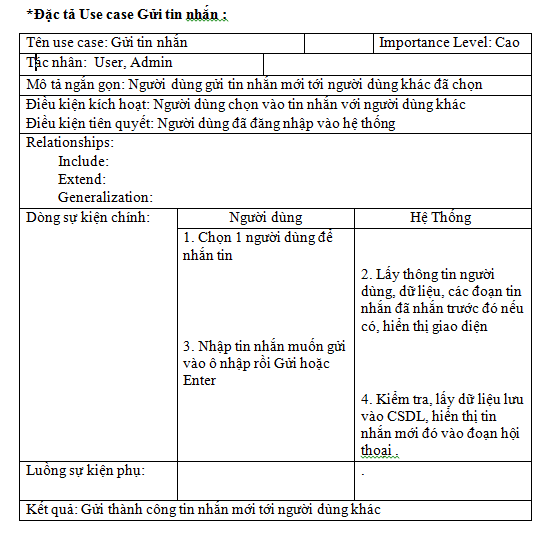 *Đặc tả Use case Gửi tin nhắn :
Tên use case: Gửi tin nhắn
Importance Level: Cao
Tác nhân: User, Admin
Mô tả ngắn gọn: Người dùng gửi tin nhắn mới tới người dùng khác đã chọn
Điều kiện kích hoạt: Người dùng chọn vào tin nhắn với người dùng khác
Điều kiện tiên quyết: Người dùng đã đăng nhập vào hệ thống
Relationships:
Include:
Extend:
Generalization:
Dòng sự kiện chính:
Người dùng
Hệ Thống
1. Chọn 1 người dùng để
nhắn tin
2. Lấy thông tin người
dùng, dữ liệu, các đoạn tin
nhắn đã nhắn trước đó nếu
có, hiển thị giao diện
3. Nhập tin nhắn muốn gửi
vào ô nhập rồi Gửi hoặc
Enter
4. Kiểm tra, lấy dữ liệu lưu
vào CSDL, hiển thị tin
nhắn mới đó vào đoạn hội
thoại .
Luồng sự kiện phụ:
.
Kết quả: Gửi thành công tin nhắn mới tới người dùng khác